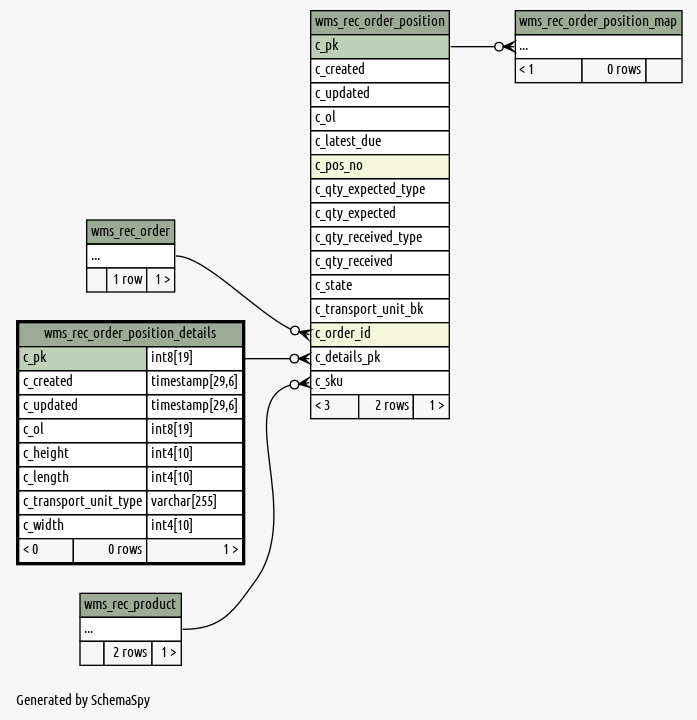 wms_rec_order_position
c_pk
c_created
c_updated
c_ol
c_latest_due
c_pos_no
c_qty_expected_type
c_qty_expected
c_qty_received_type
c_qty_received
c_state
c_transport_unit_bk
c_order_id
c_details_pk
c_sku
< 3 2 rows 1 >
wms_rec_order_position_map
...
< 1 0 rows
wms_rec_order
...
1 row 1 >
wms_rec_order_position_details
c_pk int8[19]
c_created timestamp[29,6]
c_updated timestamp[29,6]
c_ol int8[19]
c_height int4[10]
c_length int4[10]
c_transport_unit_type varchar[255]
c_width int4[10]
< 0 0 rows 1 >
wms_rec_product
...
2 rows 1 >
Generated by SchemaSpy